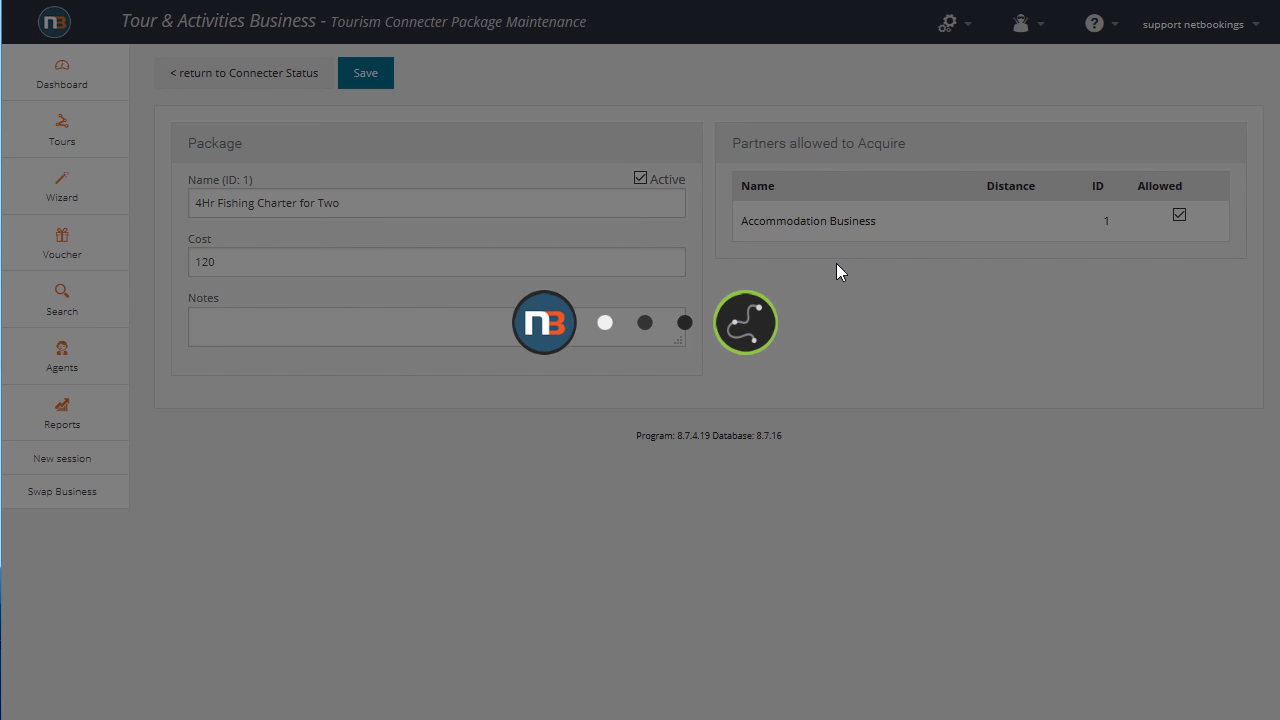 n3
Tour & Activities Business - Tourism Connecter Package Maintenance
?
support netbookings
Dashboard
Tours
Wizard
Voucher
Search
Agents
Reports
New session
Swap Business
< return to Connecter Status
Save
Package
Name (ID: 1)
Active
4Hr Fishing Charter for Two
Cost
120
Notes
Partners allowed to Acquire
Name Distance ID Allowed
Accommodation Business 1
n3
Program: 8.7.4.19 Database: 8.7.16